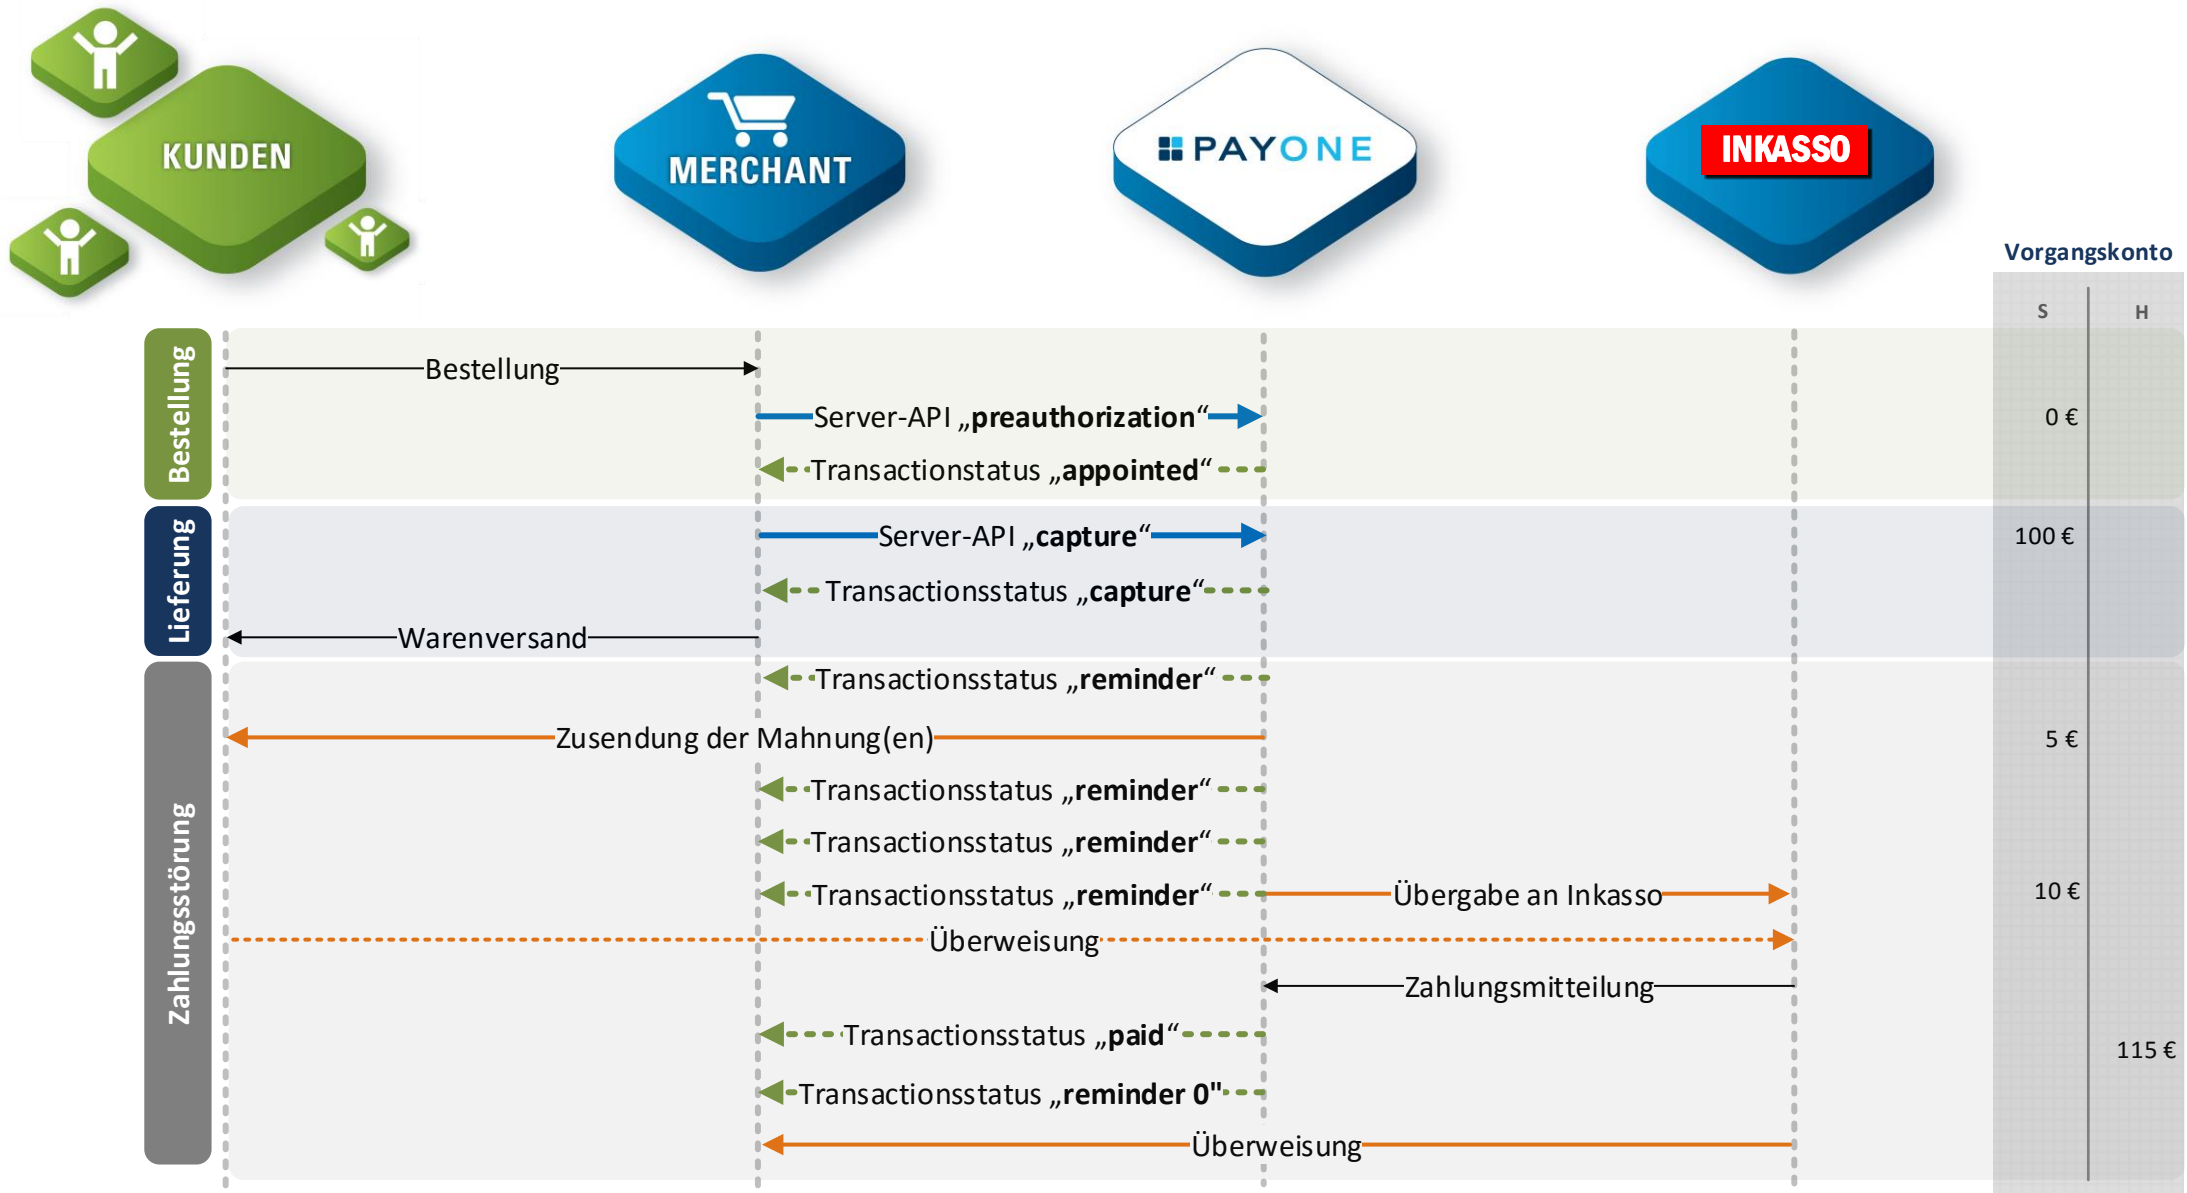 KUNDEN
MERCHANT
PAYONE
INKASSO
Vorgangskonto
S H
Bestellung
Bestellung
Server-API „preauthorization“ 0 €
Transactionstatus „appointed“
Lieferung
Server-API „capture“ 100 €
Transactionsstatus „capture“
Warenversand
Zahlungsstörung
Transactionsstatus „reminder“
Zusendung der Mahnung(en) 5 €
Transactionsstatus „reminder“
Transactionsstatus „reminder“
Transactionsstatus „reminder“ Übergabe an Inkasso 10 €
Überweisung
Zahlungsmitteilung
Transactionsstatus „paid“
115 €
Transactionsstatus „reminder 0"
Überweisung